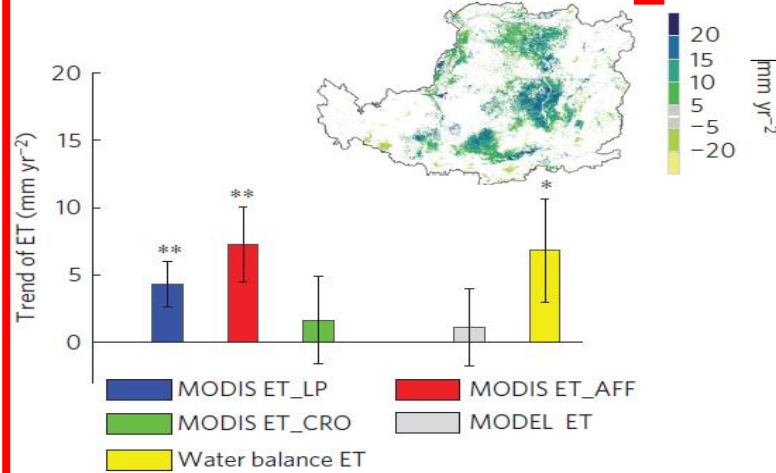 20
15
10
5
−5
−20
mm yr⁻²
20
15
10
5
0
Trend of ET (mm yr⁻²)
**
**
*
MODIS ET_LP
MODIS ET_AFF
MODIS ET_CRO
MODEL ET
Water balance ET